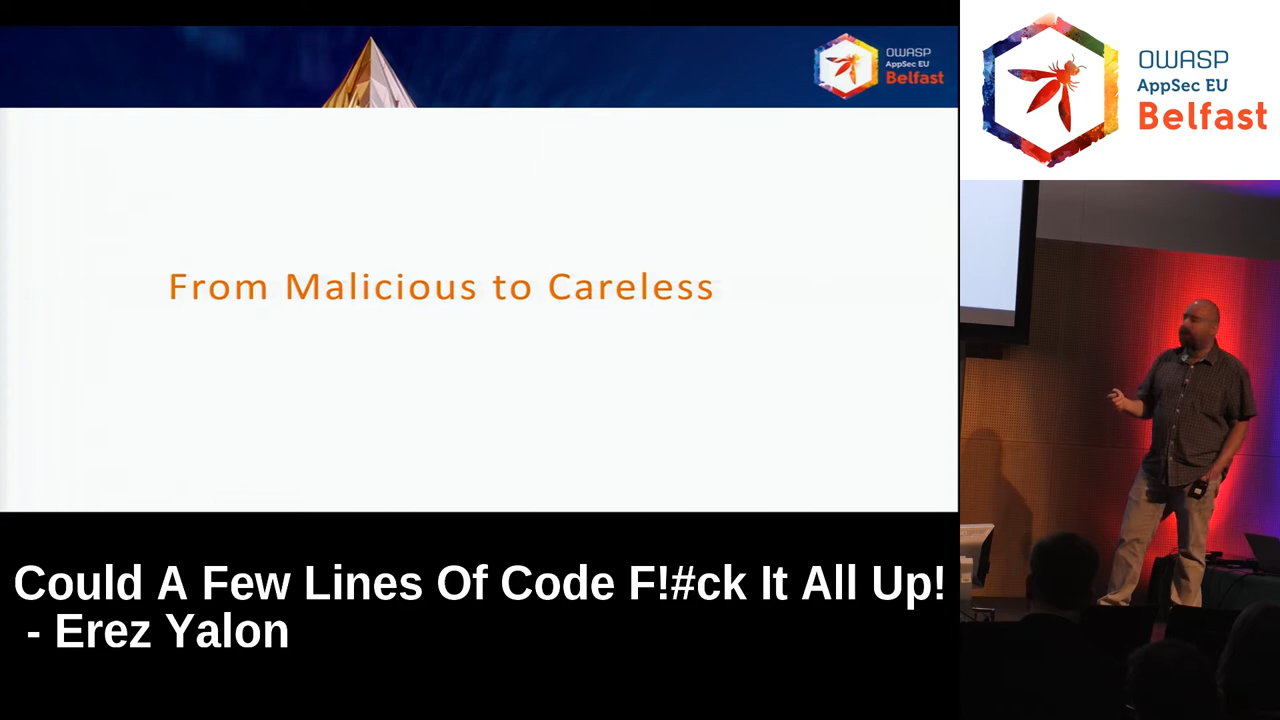 OWASP
AppSec EU
Belfast
OWASP
AppSec EU
Belfast
From Malicious to Careless
Could A Few Lines Of Code F!#ck It All Up!
- Erez Yalon